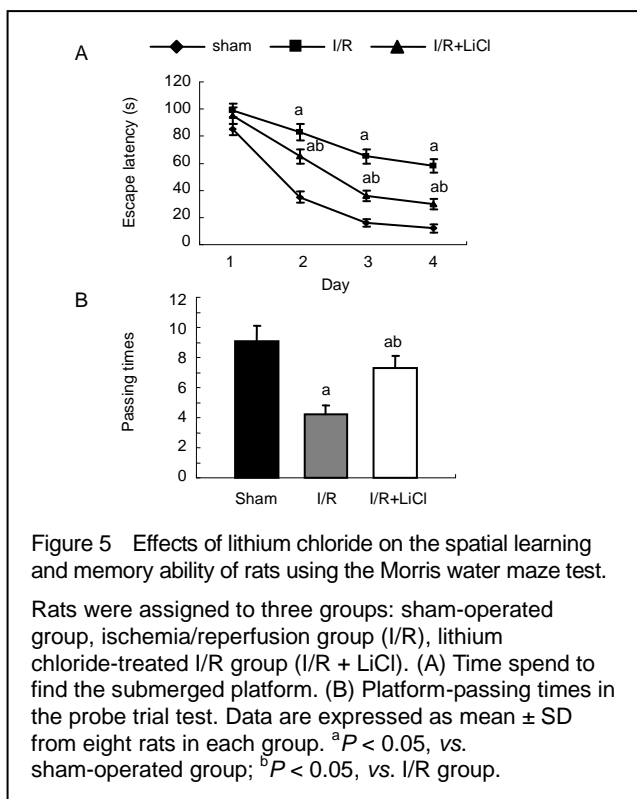 A
sham I/R I/R+LiCl
Escape latency (s)
120
100
80
60
40
20
0
a a a
ab ab ab
1 2 3 4
Day
B
Passing times
12
10
8
6
4
2
0
a
ab
Sham I/R I/R+LiCl
Figure 5 Effects of lithium chloride on the spatial learning
and memory ability of rats using the Morris water maze test.
Rats were assigned to three groups: sham-operated
group, ischemia/reperfusion group (I/R), lithium
chloride-treated I/R group (I/R + LiCl). (A) Time spend to
find the submerged platform. (B) Platform-passing times in
the probe trial test. Data are expressed as mean ± SD
from eight rats in each group. aP < 0.05, vs.
sham-operated group; bP < 0.05, vs. I/R group.